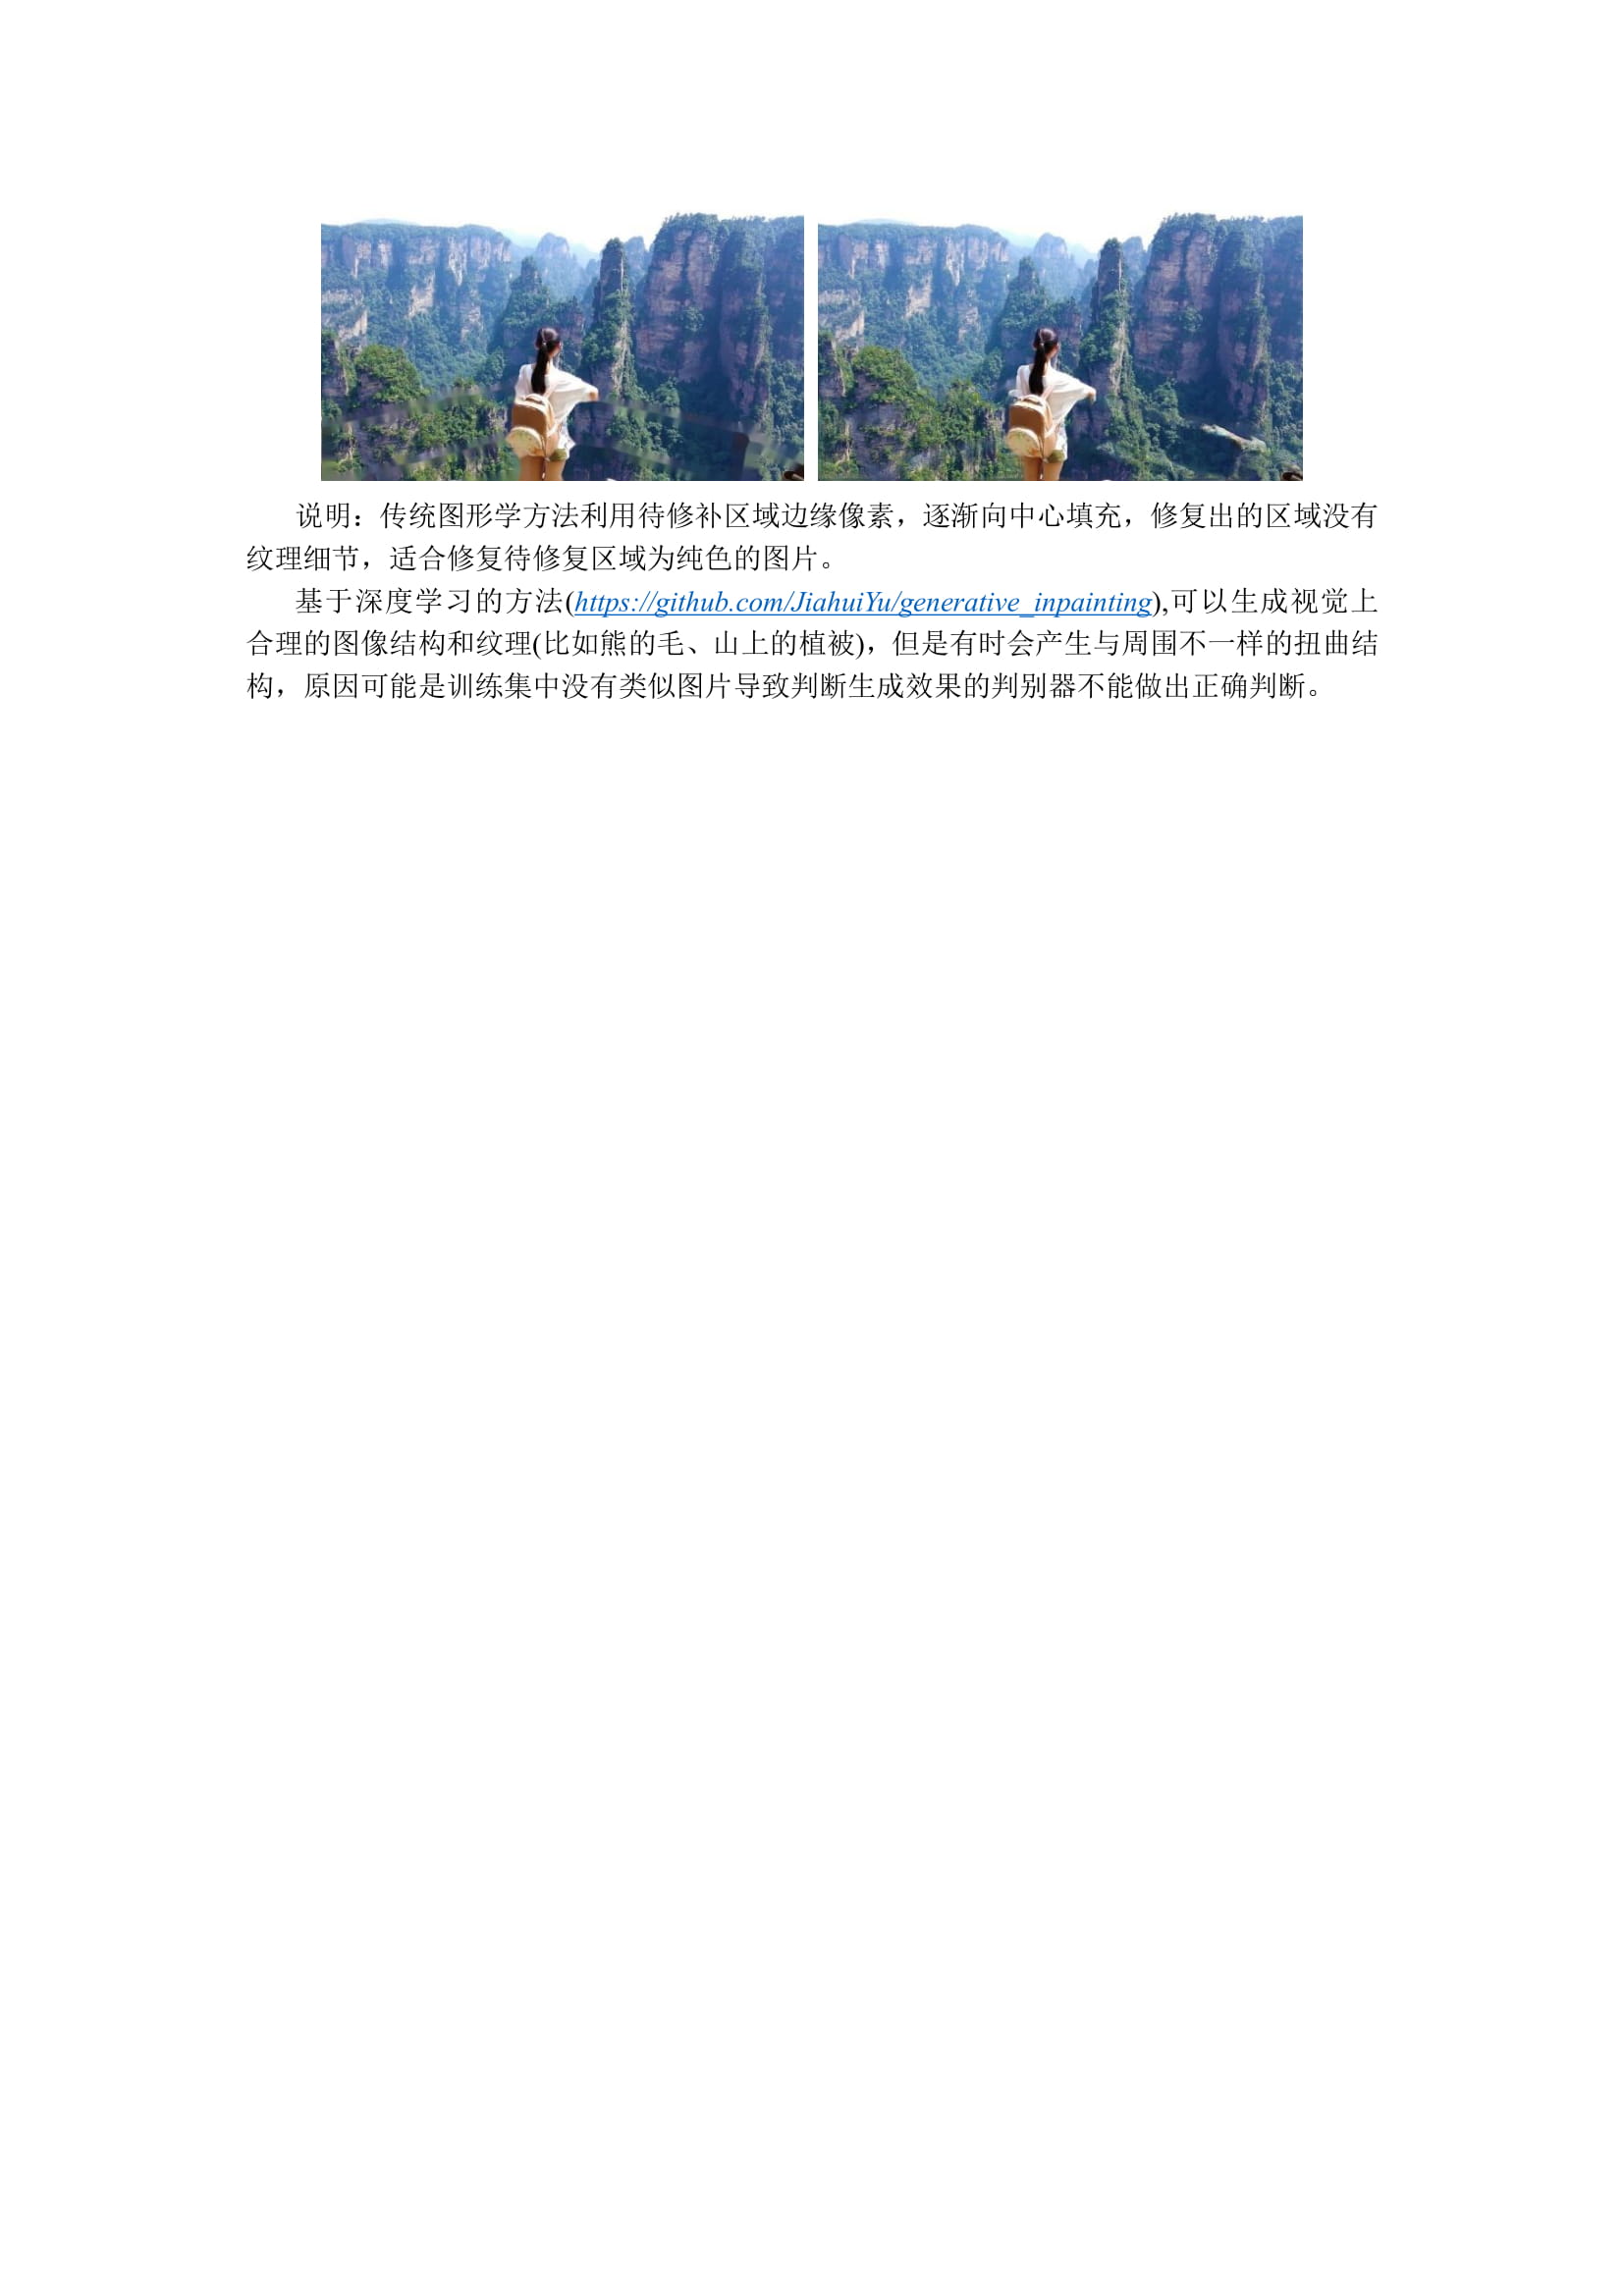 说明：传统图形学方法利用待修补区域边缘像素，逐渐向中心填充，修复出的区域没有
纹理细节，适合修复待修复区域为纯色的图片。
基于深度学习的方法(https://github.com/JiahuiYu/generative_inpainting),可以生成视觉上
合理的图像结构和纹理(比如熊的毛、山上的植被)，但是有时会产生与周围不一样的扭曲结
构，原因可能是训练集中没有类似图片导致判断生成效果的判别器不能做出正确判断。